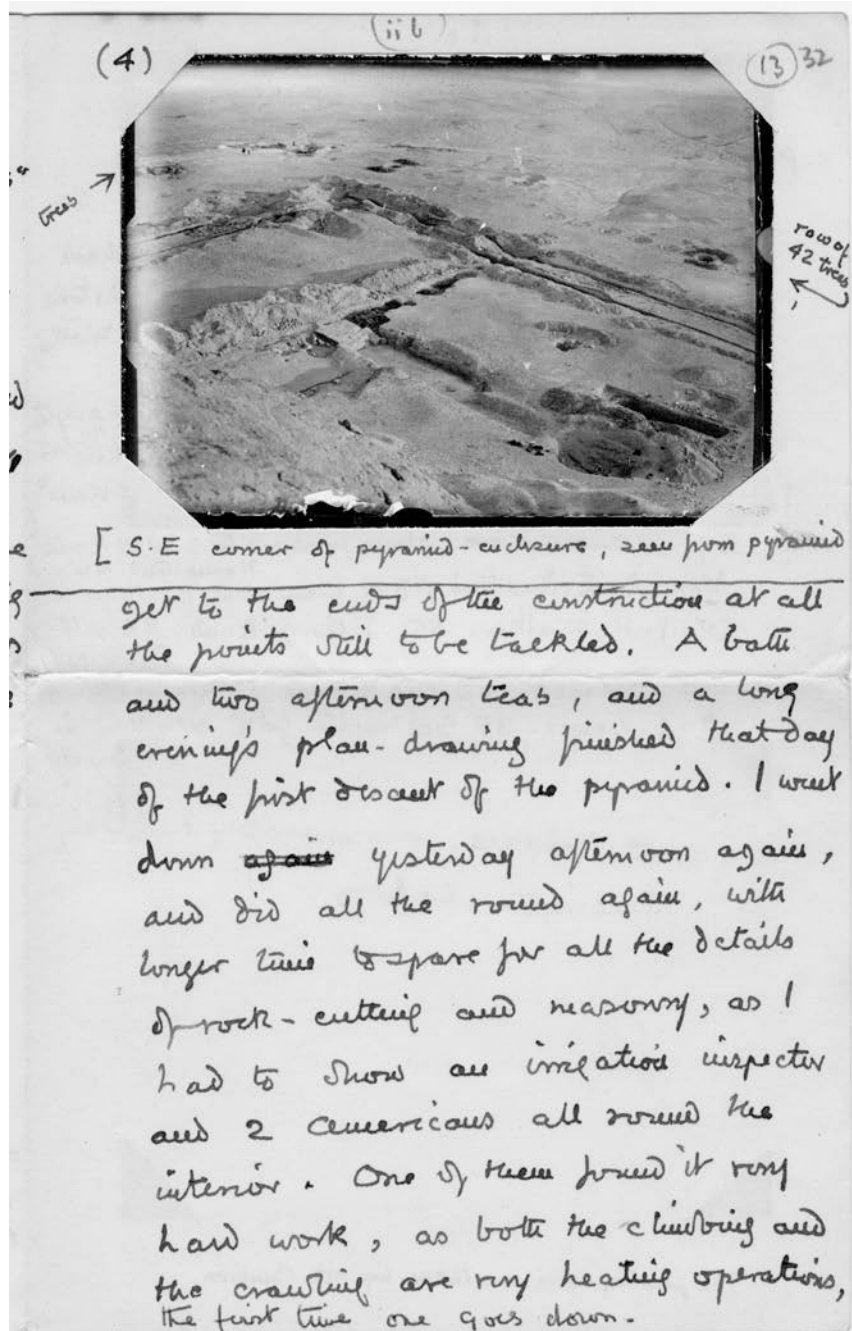 (iib)
(4)
(13) 32
trees
row of
42 trees
[ S.E corner of pyramid-enclosure, seen from pyramid
get to the ends of the construction at all
the points still to be tackled. A bath
and two afternoon teas, and a long
evening's plan-drawing finished that day
of the first descent of the pyramid. I went
down again yesterday afternoon again,
and did all the round again, with
longer time to spare for all the details
of rock-cutting and masonry, as I
had to show an irrigation inspector
and 2 Americans all round the
interior. One of them found it very
hard work, as both the climbing and
the crawling are very heating operations,
the first time one goes down.